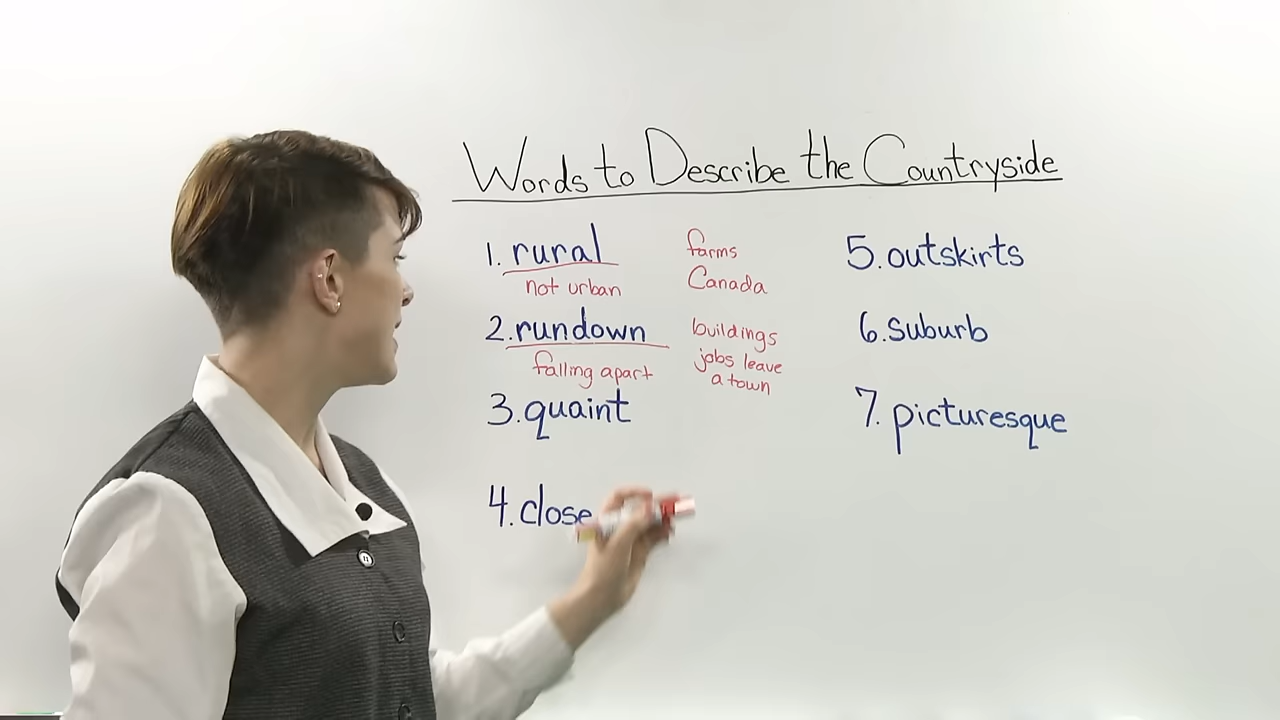 Words to Describe the Countryside
1. rural
not urban
farms
Canada
2. rundown
falling apart
buildings
jobs leave
a town
3. quaint
4. close
5. outskirts
6. suburb
7. picturesque